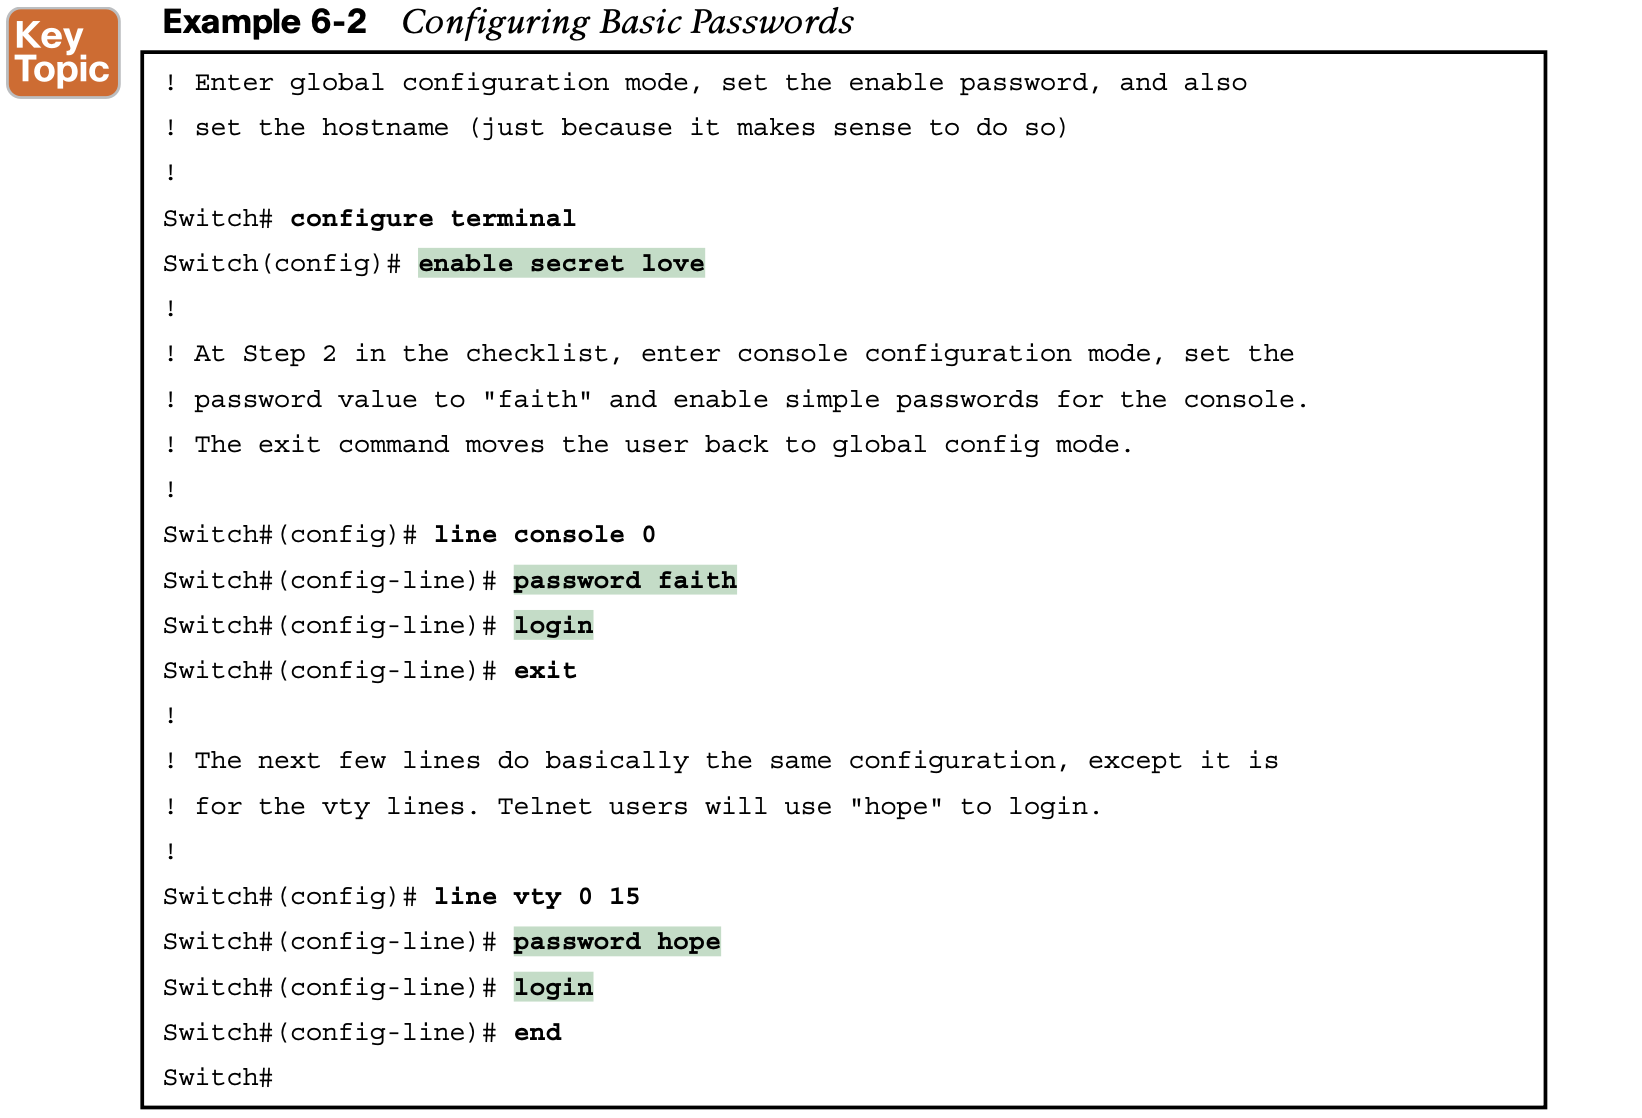 Key
Topic
Example 6-2 Configuring Basic Passwords
! Enter global configuration mode, set the enable password, and also
! set the hostname (just because it makes sense to do so)
!
Switch# configure terminal
Switch(config)# enable secret love
!
! At Step 2 in the checklist, enter console configuration mode, set the
! password value to "faith" and enable simple passwords for the console.
! The exit command moves the user back to global config mode.
!
Switch#(config)# line console 0
Switch#(config-line)# password faith
Switch#(config-line)# login
Switch#(config-line)# exit
!
! The next few lines do basically the same configuration, except it is
! for the vty lines. Telnet users will use "hope" to login.
!
Switch#(config)# line vty 0 15
Switch#(config-line)# password hope
Switch#(config-line)# login
Switch#(config-line)# end
Switch#